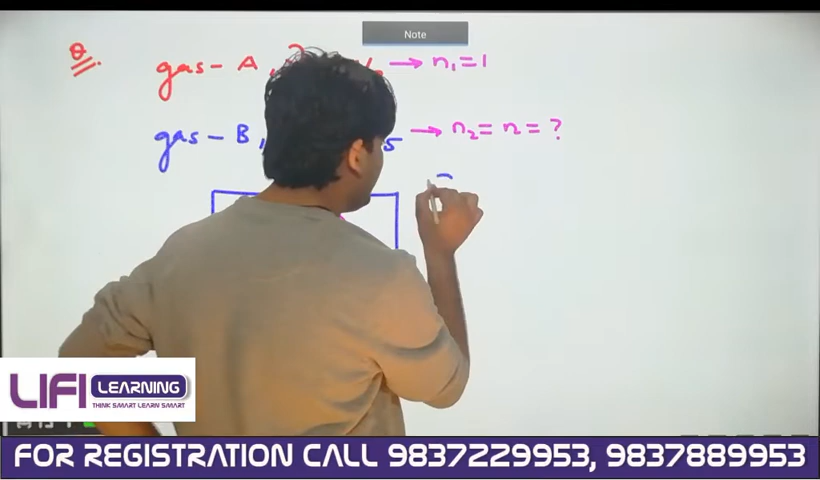 Note
Q.
gas - A , → n₁ = 1
gas - B, → n₂ = n = ?
LIFI LEARNING
THINK SMART LEARN SMART
FOR REGISTRATION CALL 9837229953, 9837889953